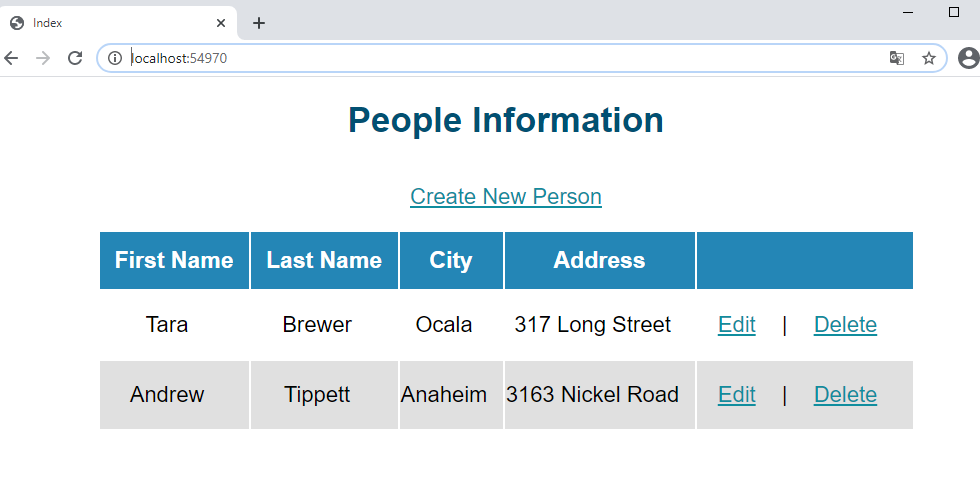 Index
localhost:54970
People Information
Create New Person
First Name Last Name City Address
Tara Brewer Ocala 317 Long Street Edit | Delete
Andrew Tippett Anaheim 3163 Nickel Road Edit | Delete